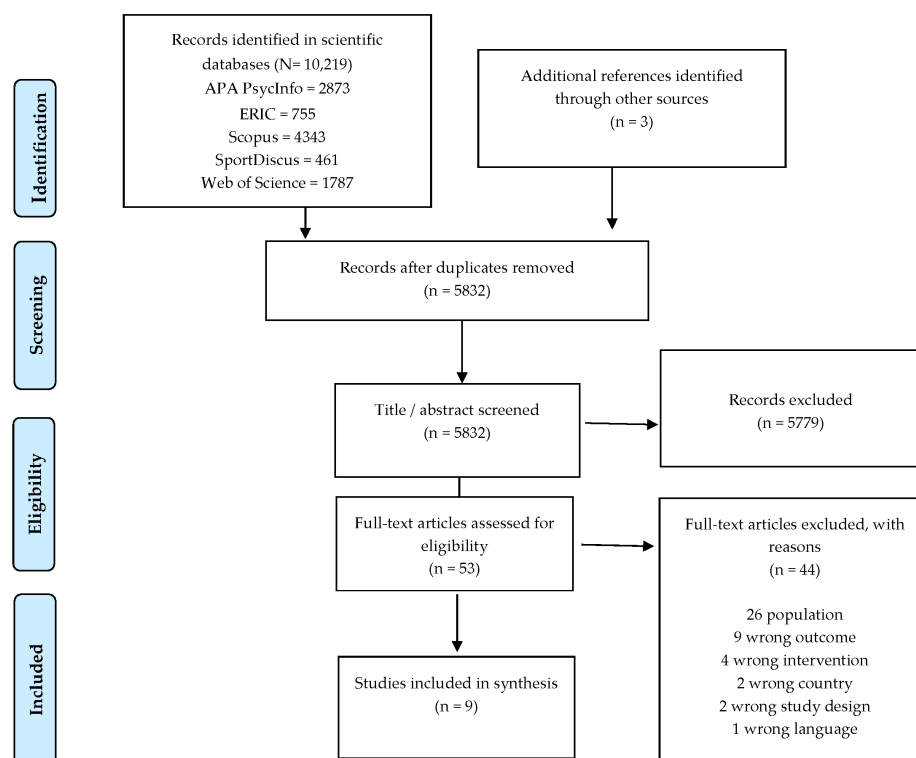 Records identified in scientific
databases (N= 10,219)
APA PsycInfo = 2873
ERIC = 755
Scopus = 4343
SportDiscus = 461
Web of Science = 1787
Additional references identified
through other sources
(n = 3)
Identification
Records after duplicates removed
(n = 5832)
Screening
Title / abstract screened
n = 5832)
Records excluded
n = 5779)
Eligibility
Full-text articles assessed for
eligibility
(n = 53)
Full-text articles excluded, with
reasons
(n = 44)
26 population
9 wrong outcome
4 wrong intervention
2 wrong country
2 wrong study design
1 wrong language
Included
Studies included in synthesis
(n = 9)